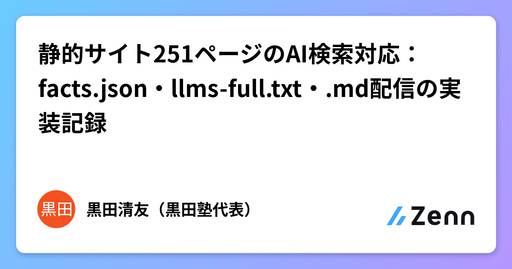 静的サイト251ページのAI検索対応：
facts.json・llms-full.txt・.md配信の実
装記録
黒田
黒田清友（黒田塾代表）
Zenn